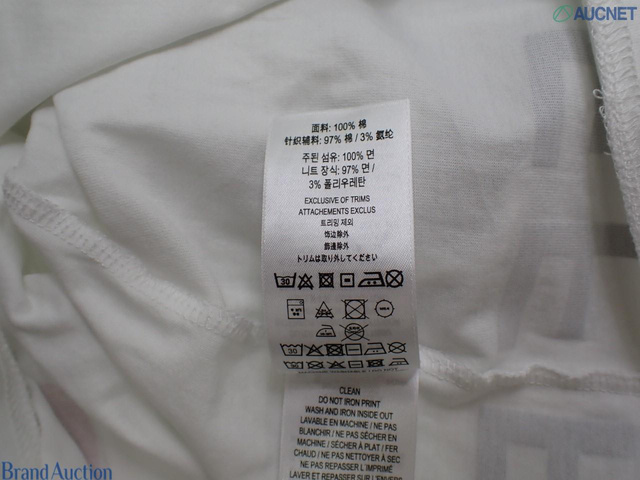 AUCNET
面料: 100% 棉
针织辅料: 97% 棉 / 3% 氨纶
주된 섬유: 100% 면
니트 장식: 97% 면 /
3% 폴리우레탄
EXCLUSIVE OF TRIMS
ATTACHEMENTS EXCLUS
트리밍 제외
饰边除外
飾邊除外
トリムは取り外してください
30
30
30
CLEAN
DO NOT IRON PRINT
WASH AND IRON INSIDE OUT
LAVABLE EN MACHINE / NE PAS
BLANCHIR / NE PAS SÉCHER EN
MACHINE / SÉCHER À PLAT / FER
CHAUD / NE PAS NETTOYER À SEC
NE PAS REPASSER L'IMPRIMÉ
LAVER ET REPASSER À L'ENVERS
Brand Auction